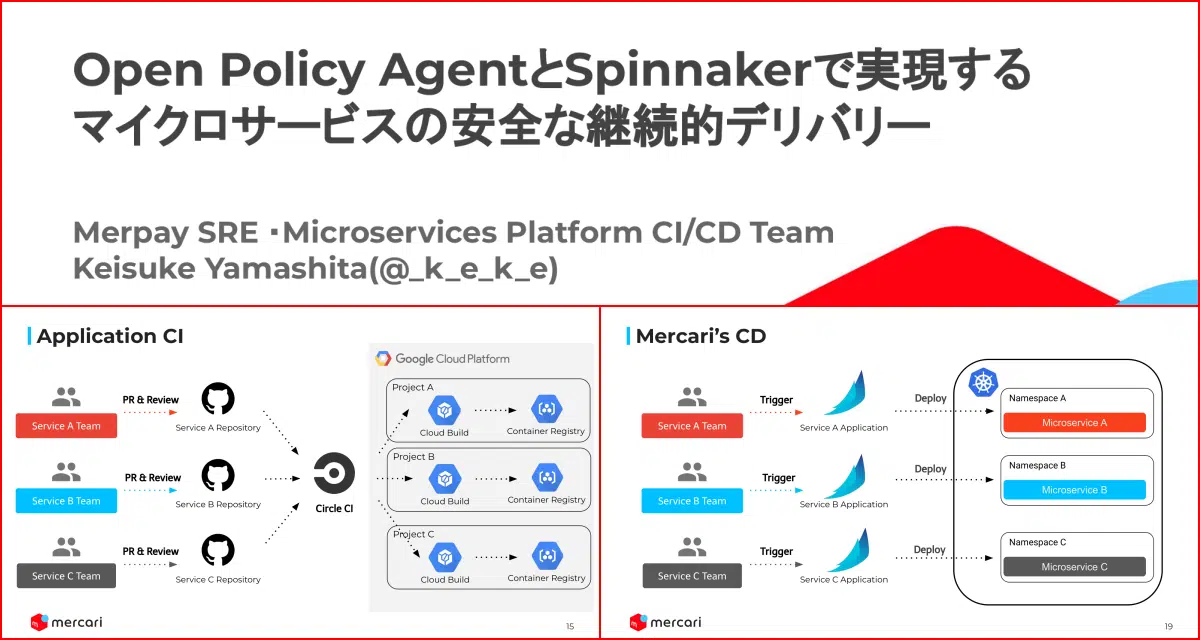 Open Policy AgentとSpinnakerで実現する
マイクロサービスの安全な継続的デリバリー
Merpay SRE ・Microservices Platform CI/CD Team
Keisuke Yamashita(@_k_e_k_e)
Application CI
Google Cloud Platform
Project A
PR & Review
Service A Team
Service A Repository
Cloud Build
Container Registry
Project B
PR & Review
Service B Team
Service B Repository
Cloud Build
Container Registry
Circle CI
Project C
PR & Review
Service C Team
Service C Repository
Cloud Build
Container Registry
mercari
15
Mercari’s CD
Trigger
Deploy
Namespace A
Service A Team
Service A Application
Microservice A
Trigger
Deploy
Namespace B
Service B Team
Service B Application
Microservice B
Trigger
Deploy
Namespace C
Service C Team
Service C Application
Microservice C
mercari
19